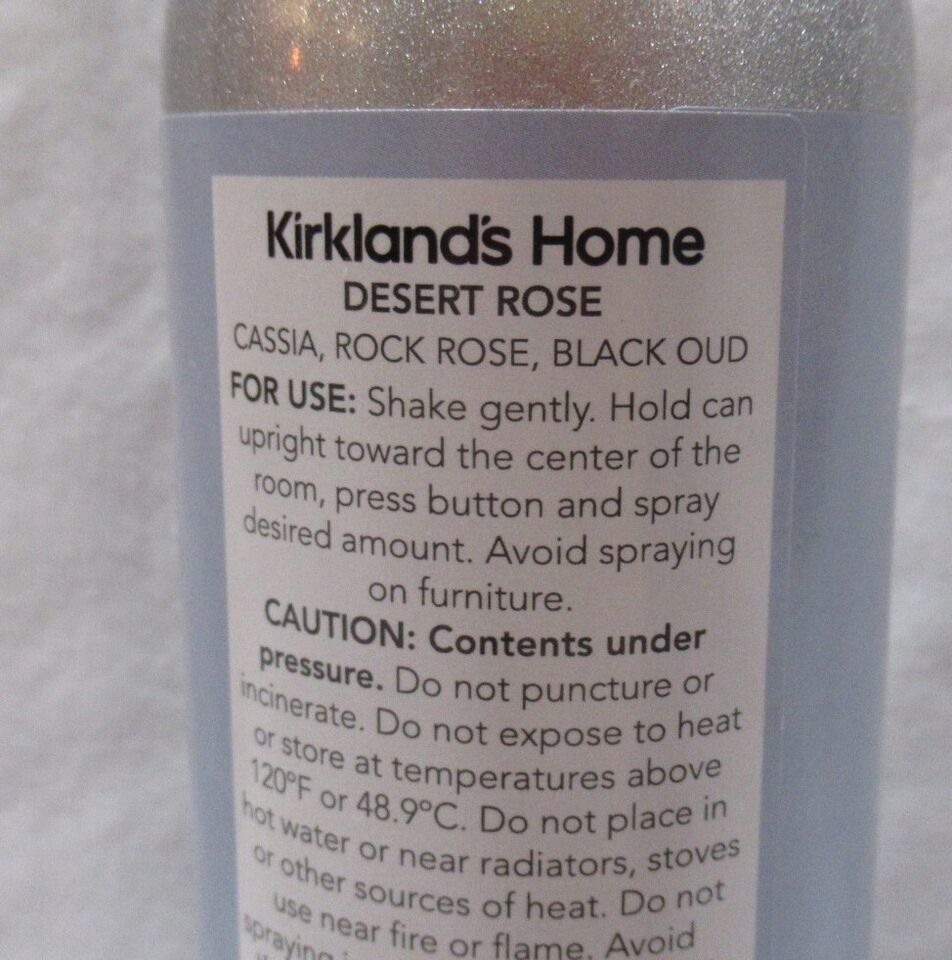 Kirkland's Home
DESERT ROSE
CASSIA, ROCK ROSE, BLACK OUD
FOR USE: Shake gently. Hold can
upright toward the center of the
room, press button and spray
desired amount. Avoid spraying
on furniture.
CAUTION: Contents under
pressure. Do not puncture or
incinerate. Do not expose to heat
or store at temperatures above
120°F or 48.9°C. Do not place in
hot water or near radiators, stoves
or other sources of heat. Do not
use near fire or flame. Avoid
spraying